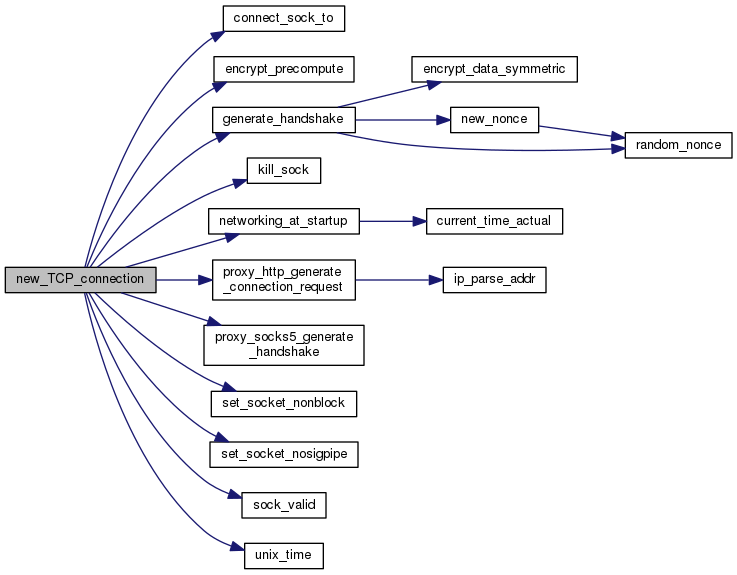 connect_sock_to
encrypt_precompute
encrypt_data_symmetric
generate_handshake
new_nonce
random_nonce
kill_sock
networking_at_startup
current_time_actual
new_TCP_connection
proxy_http_generate
_connection_request
ip_parse_addr
proxy_socks5_generate
_handshake
set_socket_nonblock
set_socket_nosigpipe
sock_valid
unix_time